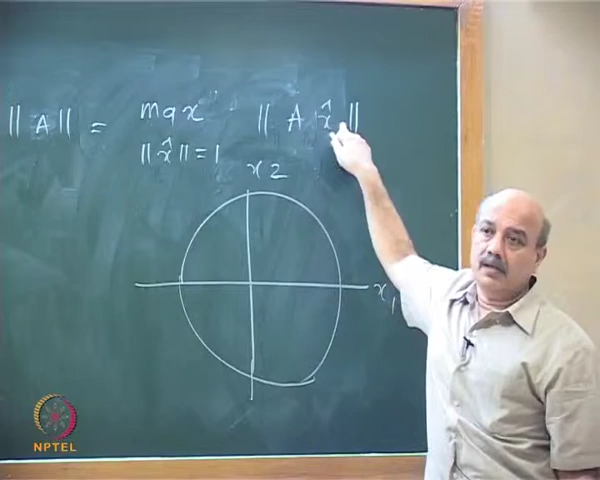 ||A|| = max ||A x̂||
||x̂|| = 1
x2
x1
NPTEL